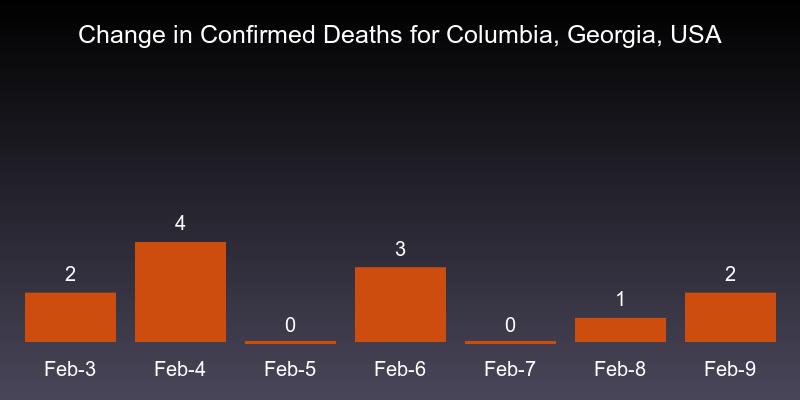 Change in Confirmed Deaths for Columbia, Georgia, USA
2
4
0
3
0
1
2
Feb-3
Feb-4
Feb-5
Feb-6
Feb-7
Feb-8
Feb-9